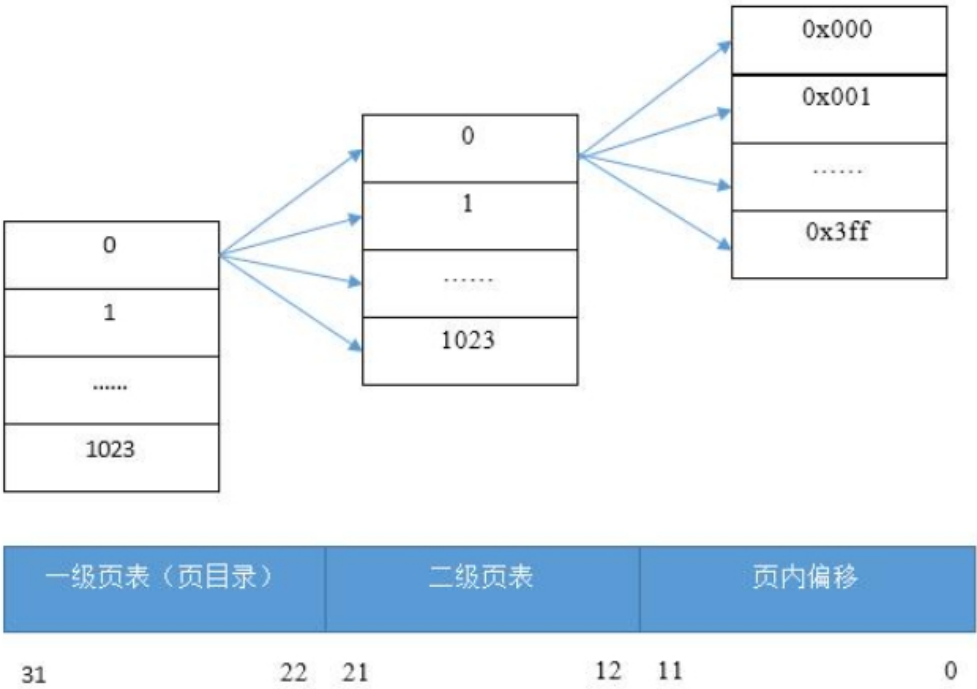 0x000
0x001
......
0x3ff
0
1
......
1023
0
1
......
1023
一级页表（页目录） 二级页表 页内偏移
31 22 21 12 11 0